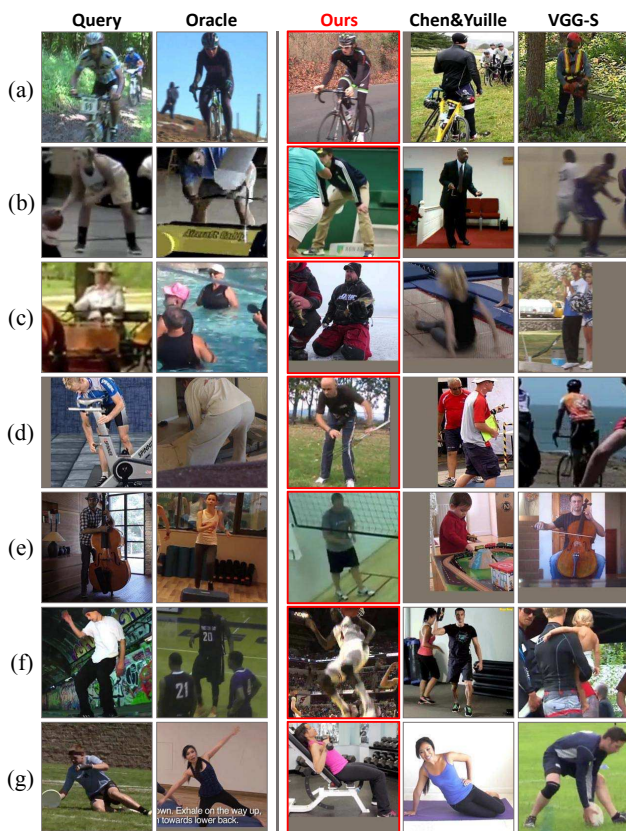 Query Oracle Ours Chen&Yuille VGG-S
(a)
(b)
(c)
(d)
(e)
(f)
20
21
(g)
own. Exhale on the way up,
n towards lower back.